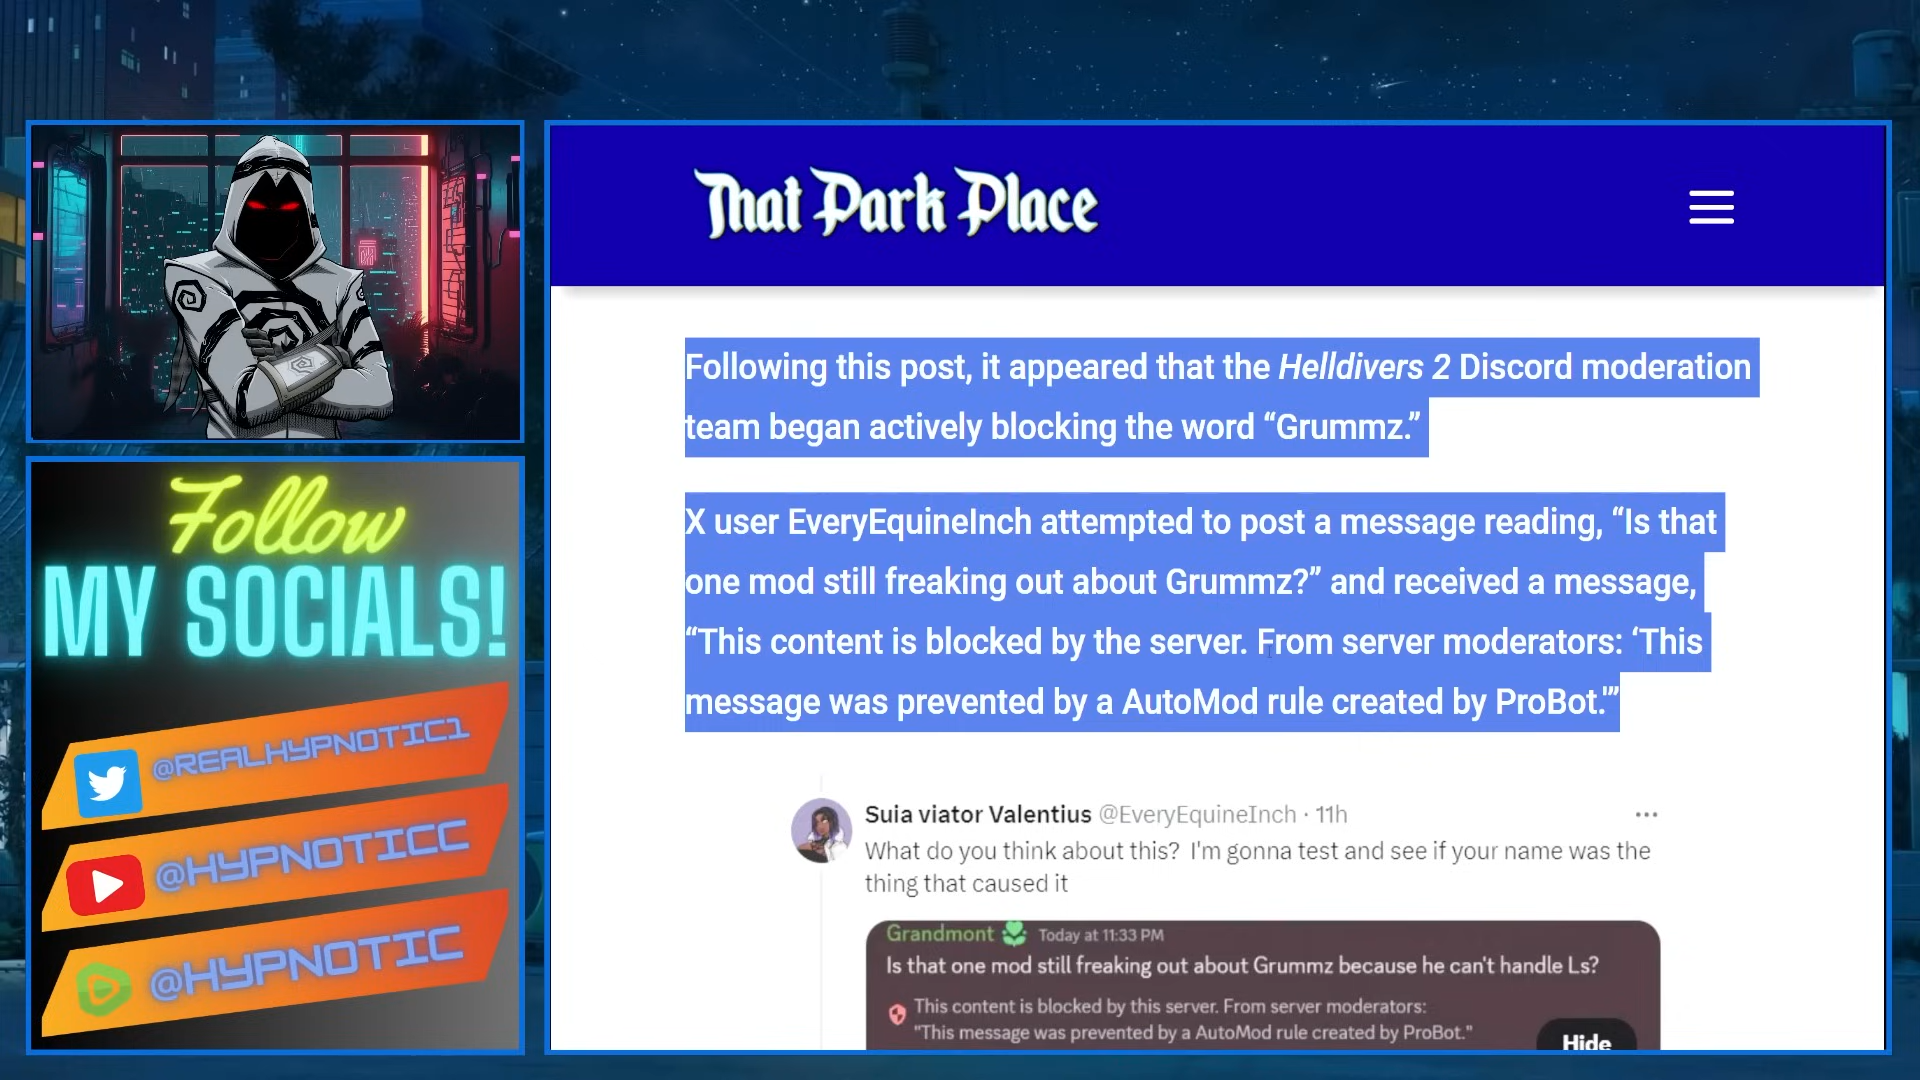 That Park Place
Following this post, it appeared that the Helldivers 2 Discord moderation
team began actively blocking the word “Grummz.”
X user EveryEquineInch attempted to post a message reading, “Is that
one mod still freaking out about Grummz?” and received a message,
“This content is blocked by the server. From server moderators: ‘This
message was prevented by a AutoMod rule created by ProBot.'”
Suia viator Valentius @EveryEquineInch · 11h
What do you think about this? I'm gonna test and see if your name was the
thing that caused it
Grandmont Today at 11:33 PM
Is that one mod still freaking out about Grummz because he can't handle Ls?
This content is blocked by this server. From server moderators:
"This message was prevented by a AutoMod rule created by ProBot."
Hide
Follow
MY SOCIALS!
@REALHYPNOTIC1
@HYPNOTICC
@HYPNOTIC